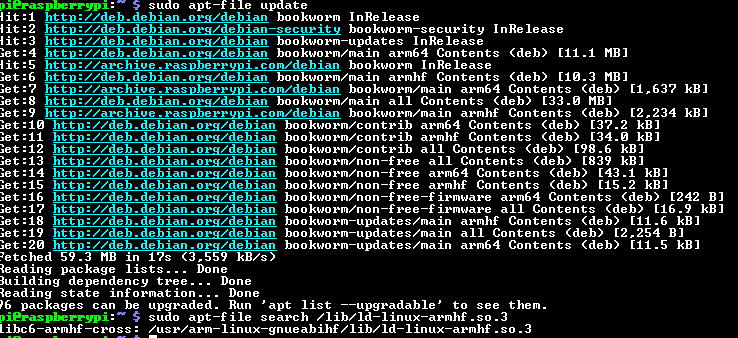 pi@raspberrypi:~ $ sudo apt-file update
Hit:1 http://deb.debian.org/debian bookworm InRelease
Hit:2 http://deb.debian.org/debian-security bookworm-security InRelease
Hit:3 http://deb.debian.org/debian bookworm-updates InRelease
Get:4 http://deb.debian.org/debian bookworm/main arm64 Contents (deb) [11.1 MB]
Hit:5 http://archive.raspberrypi.com/debian bookworm InRelease
Get:6 http://deb.debian.org/debian bookworm/main armhf Contents (deb) [10.3 MB]
Get:7 http://archive.raspberrypi.com/debian bookworm/main arm64 Contents (deb) [1,637 kB]
Get:8 http://deb.debian.org/debian bookworm/main all Contents (deb) [33.0 MB]
Get:9 http://archive.raspberrypi.com/debian bookworm/main armhf Contents (deb) [2,234 kB]
Get:10 http://deb.debian.org/debian bookworm/contrib arm64 Contents (deb) [37.2 kB]
Get:11 http://deb.debian.org/debian bookworm/contrib armhf Contents (deb) [34.0 kB]
Get:12 http://deb.debian.org/debian bookworm/contrib all Contents (deb) [98.6 kB]
Get:13 http://deb.debian.org/debian bookworm/non-free all Contents (deb) [839 kB]
Get:14 http://deb.debian.org/debian bookworm/non-free arm64 Contents (deb) [43.1 kB]
Get:15 http://deb.debian.org/debian bookworm/non-free armhf Contents (deb) [15.2 kB]
Get:16 http://deb.debian.org/debian bookworm/non-free-firmware arm64 Contents (deb) [242 B]
Get:17 http://deb.debian.org/debian bookworm/non-free-firmware all Contents (deb) [16.9 kB]
Get:18 http://deb.debian.org/debian bookworm-updates/main armhf Contents (deb) [11.6 kB]
Get:19 http://deb.debian.org/debian bookworm-updates/main all Contents (deb) [2,254 B]
Get:20 http://deb.debian.org/debian bookworm-updates/main arm64 Contents (deb) [11.5 kB]
Fetched 59.3 MB in 17s (3,559 kB/s)
Reading package lists... Done
Building dependency tree... Done
Reading state information... Done
96 packages can be upgraded. Run 'apt list --upgradable' to see them.
pi@raspberrypi:~ $ sudo apt-file search /lib/ld-linux-armhf.so.3
libc6-armhf-cross: /usr/arm-linux-gnueabihf/lib/ld-linux-armhf.so.3